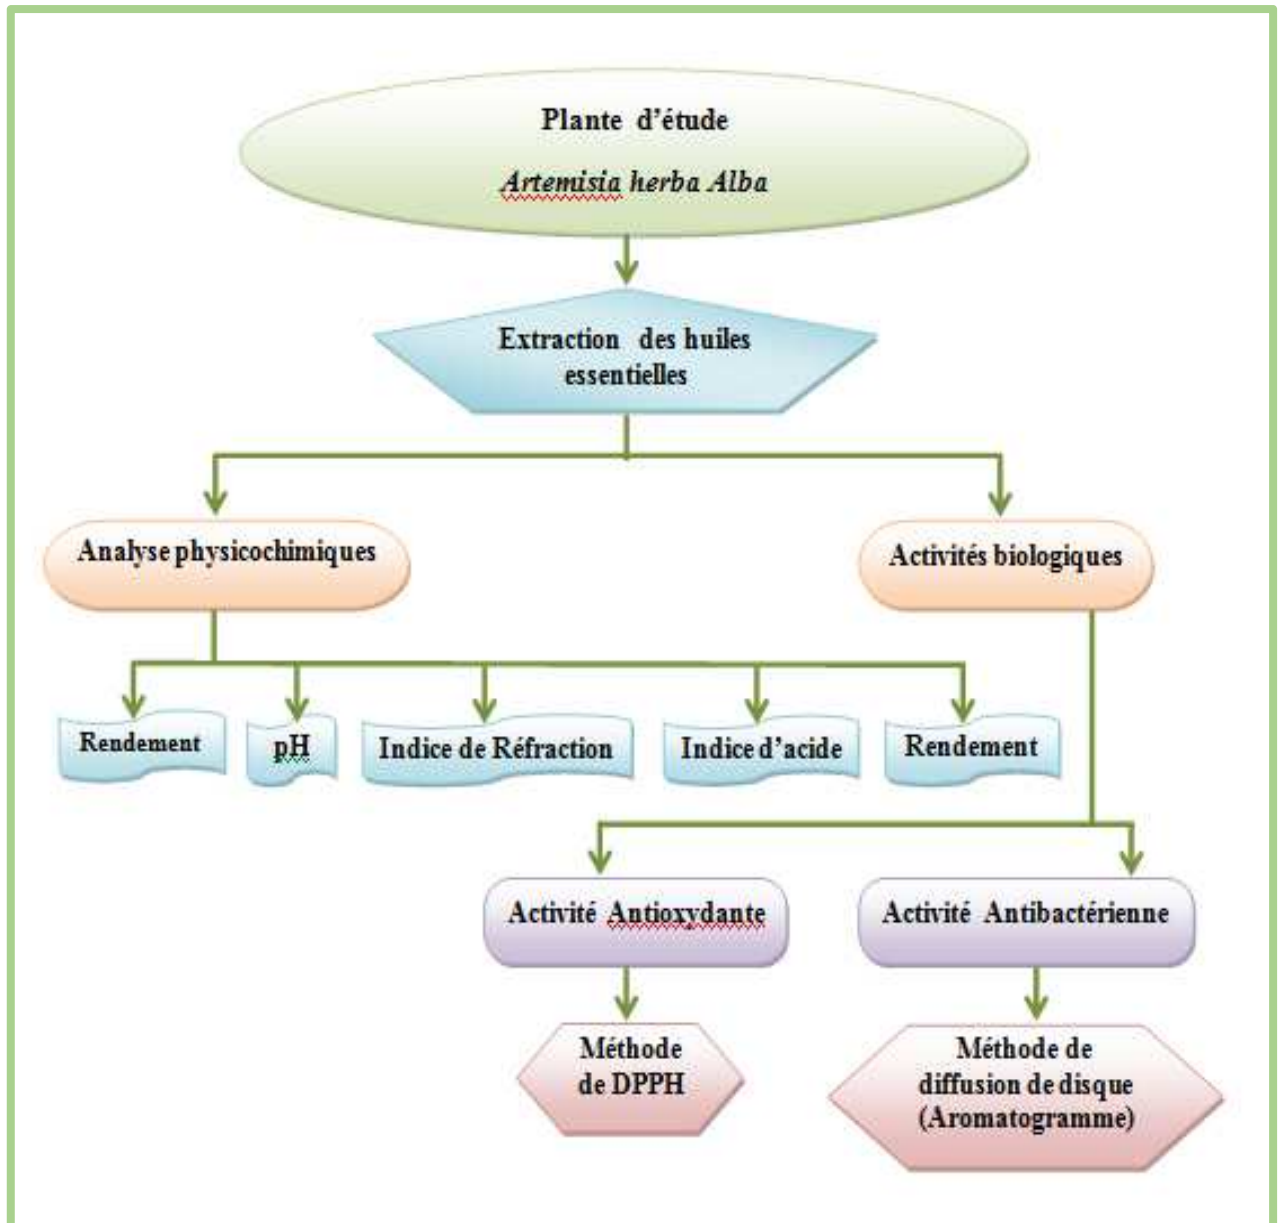 Plante d’étude
Artemisia herba Alba
Extraction des huiles
essentielles
Analyse physicochimiques
Activités biologiques
Rendement
pH
Indice de Réfraction
Indice d’acide
Rendement
Activité Antioxydante
Activité Antibactérienne
Méthode
de DPPH
Méthode de
diffusion de disque
(Aromatogramme)